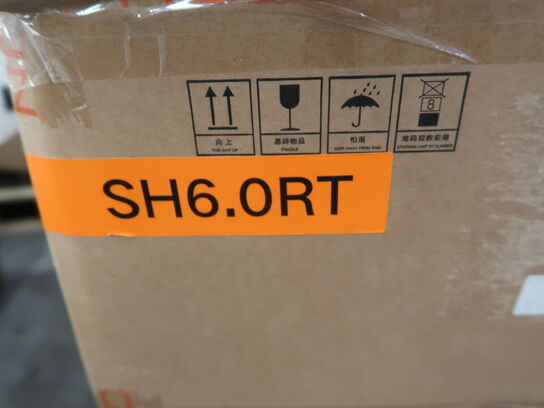 8
向上 易碎物品 怕雨 堆码层数极限
THIS WAY UP FRAGILE KEEP AWAY FROM RAIN STACKING LIMIT BY NUMBER
SH6.0RT